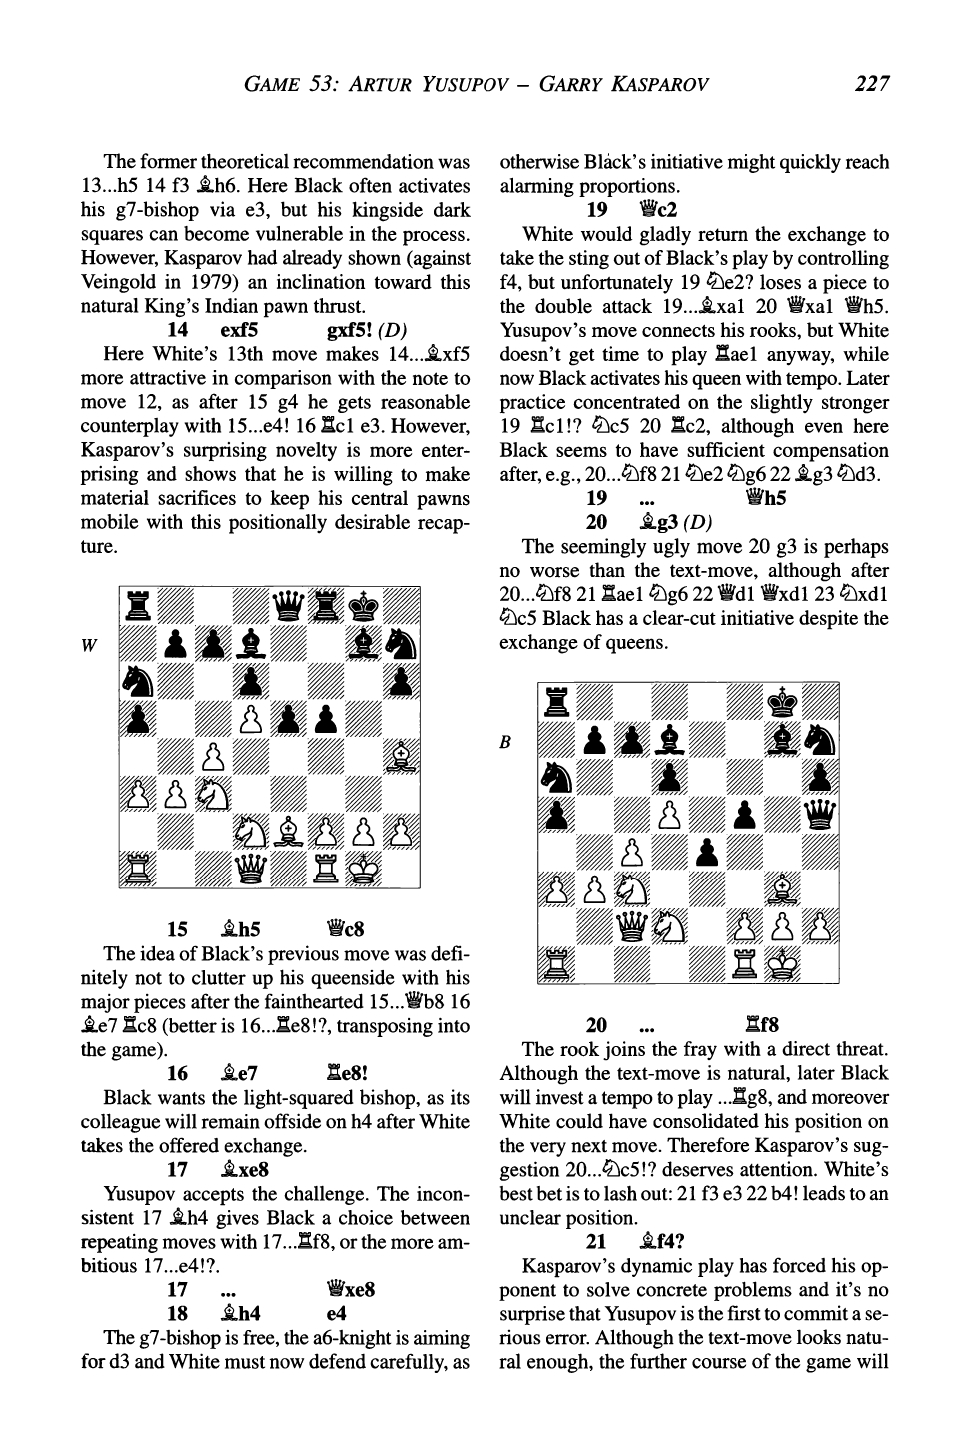 GAME 53: ARTUR YUSUPOV – GARRY KASPAROV 227
The former theoretical recommendation was
13...h5 14 f3 ♗h6. Here Black often activates
his g7-bishop via e3, but his kingside dark
squares can become vulnerable in the process.
However, Kasparov had already shown (against
Veingold in 1979) an inclination toward this
natural King's Indian pawn thrust.
14 exf5 gxf5! (D)
Here White's 13th move makes 14...♗xf5
more attractive in comparison with the note to
move 12, as after 15 g4 he gets reasonable
counterplay with 15...e4! 16 ♖c1 e3. However,
Kasparov's surprising novelty is more enter-
prising and shows that he is willing to make
material sacrifices to keep his central pawns
mobile with this positionally desirable recap-
ture.
W
15 ♗h5 ♕c8
The idea of Black's previous move was defi-
nitely not to clutter up his queenside with his
major pieces after the fainthearted 15...♕b8 16
♗e7 ♖c8 (better is 16...♖e8!?, transposing into
the game).
16 ♗e7 ♖e8!
Black wants the light-squared bishop, as its
colleague will remain offside on h4 after White
takes the offered exchange.
17 ♗xe8
Yusupov accepts the challenge. The incon-
sistent 17 ♗h4 gives Black a choice between
repeating moves with 17...♖f8, or the more am-
bitious 17...e4!?.
17 ... ♕xe8
18 ♗h4 e4
The g7-bishop is free, the a6-knight is aiming
for d3 and White must now defend carefully, as
otherwise Black's initiative might quickly reach
alarming proportions.
19 ♕c2
White would gladly return the exchange to
take the sting out of Black's play by controlling
f4, but unfortunately 19 ♘e2? loses a piece to
the double attack 19...♗xa1 20 ♕xa1 ♕h5.
Yusupov's move connects his rooks, but White
doesn't get time to play ♖ae1 anyway, while
now Black activates his queen with tempo. Later
practice concentrated on the slightly stronger
19 ♖c1!? ♘c5 20 ♖c2, although even here
Black seems to have sufficient compensation
after, e.g., 20...♘f8 21 ♘e2 ♘g6 22 ♗g3 ♘d3.
19 ... ♕h5
20 ♗g3 (D)
The seemingly ugly move 20 g3 is perhaps
no worse than the text-move, although after
20...♘f8 21 ♖ae1 ♘g6 22 ♕d1 ♕xd1 23 ♘xd1
♘c5 Black has a clear-cut initiative despite the
exchange of queens.
B
20 ... ♖f8
The rook joins the fray with a direct threat.
Although the text-move is natural, later Black
will invest a tempo to play ...♖g8, and moreover
White could have consolidated his position on
the very next move. Therefore Kasparov's sug-
gestion 20...♘c5!? deserves attention. White's
best bet is to lash out: 21 f3 e3 22 b4! leads to an
unclear position.
21 ♗f4?
Kasparov's dynamic play has forced his op-
ponent to solve concrete problems and it's no
surprise that Yusupov is the first to commit a se-
rious error. Although the text-move looks natu-
ral enough, the further course of the game will